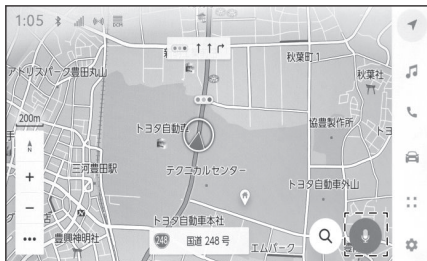 1:05
秋葉町1
アトリスパーク豊田丸山
秋葉社
200m
トヨタ自動車
協豊製作所
N
三河豊田駅
テクニカルセンター
トヨタ自動車外山
トヨタ自動車本社
豊興神明社
248
国道 248 号
エムパーク